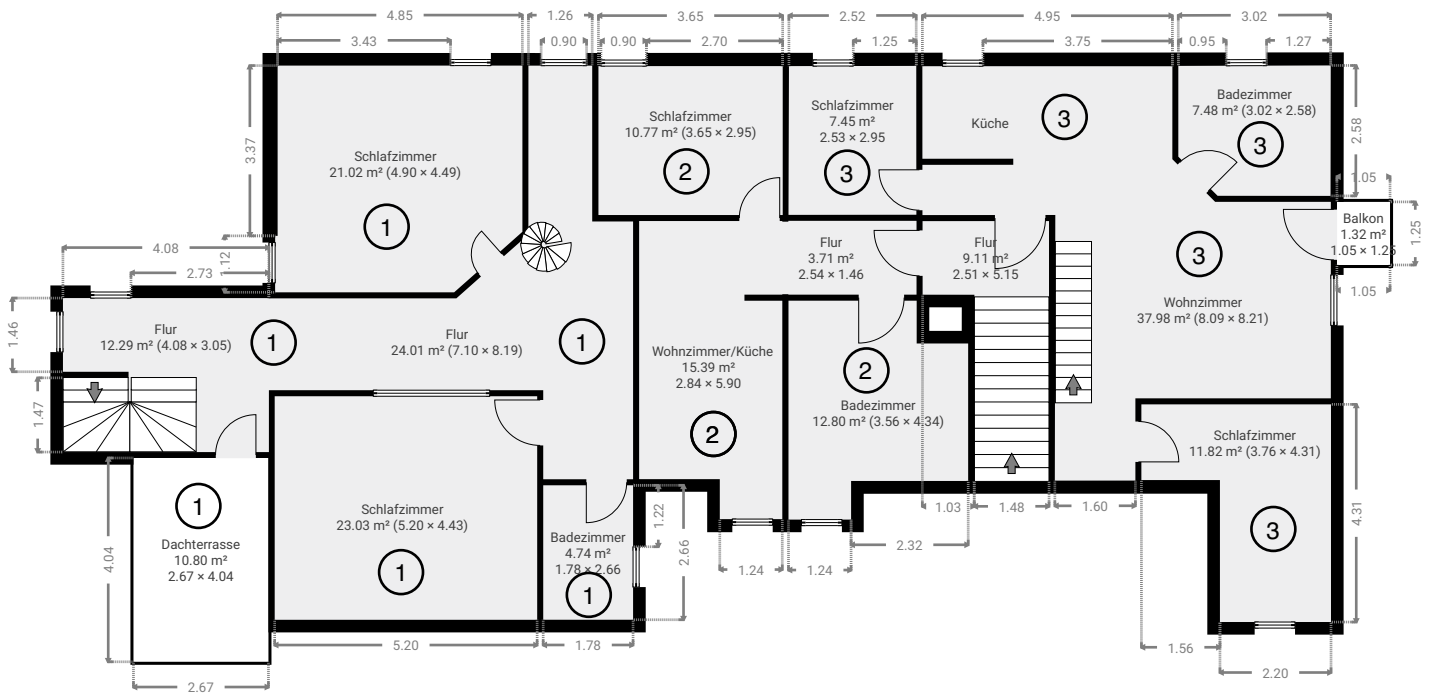 4.85
1.26
3.65
2.52
4.95
3.02
3.43
0.90
0.90
2.70
1.25
3.75
0.95
1.27
3.37
Schlafzimmer
21.02 m² (4.90 × 4.49)
1
Schlafzimmer
10.77 m² (3.65 × 2.95)
2
Schlafzimmer
7.45 m²
2.53 × 2.95
3
Küche
3
Badezimmer
7.48 m² (3.02 × 2.58)
3
2.58
1.05
Balkon
1.32 m²
1.05 × 1.25
1.25
1.05
4.08
2.73
1.12
1.46
Flur
12.29 m² (4.08 × 3.05)
1
Flur
24.01 m² (7.10 × 8.19)
1
Flur
3.71 m²
2.54 × 1.46
Flur
9.11 m²
2.51 × 5.15
3
Wohnzimmer
37.98 m² (8.09 × 8.21)
Wohnzimmer/Küche
15.39 m²
2.84 × 5.90
2
2
Badezimmer
12.80 m² (3.56 × 4.34)
1.47
Schlafzimmer
11.82 m² (3.76 × 4.31)
3
4.31
1
Dachterrasse
10.80 m²
2.67 × 4.04
4.04
Schlafzimmer
23.03 m² (5.20 × 4.43)
1
Badezimmer
4.74 m²
1.78 × 2.66
1
1.22
2.66
1.03
1.48
1.60
2.32
1.24
1.24
5.20
1.78
1.56
2.20
2.67